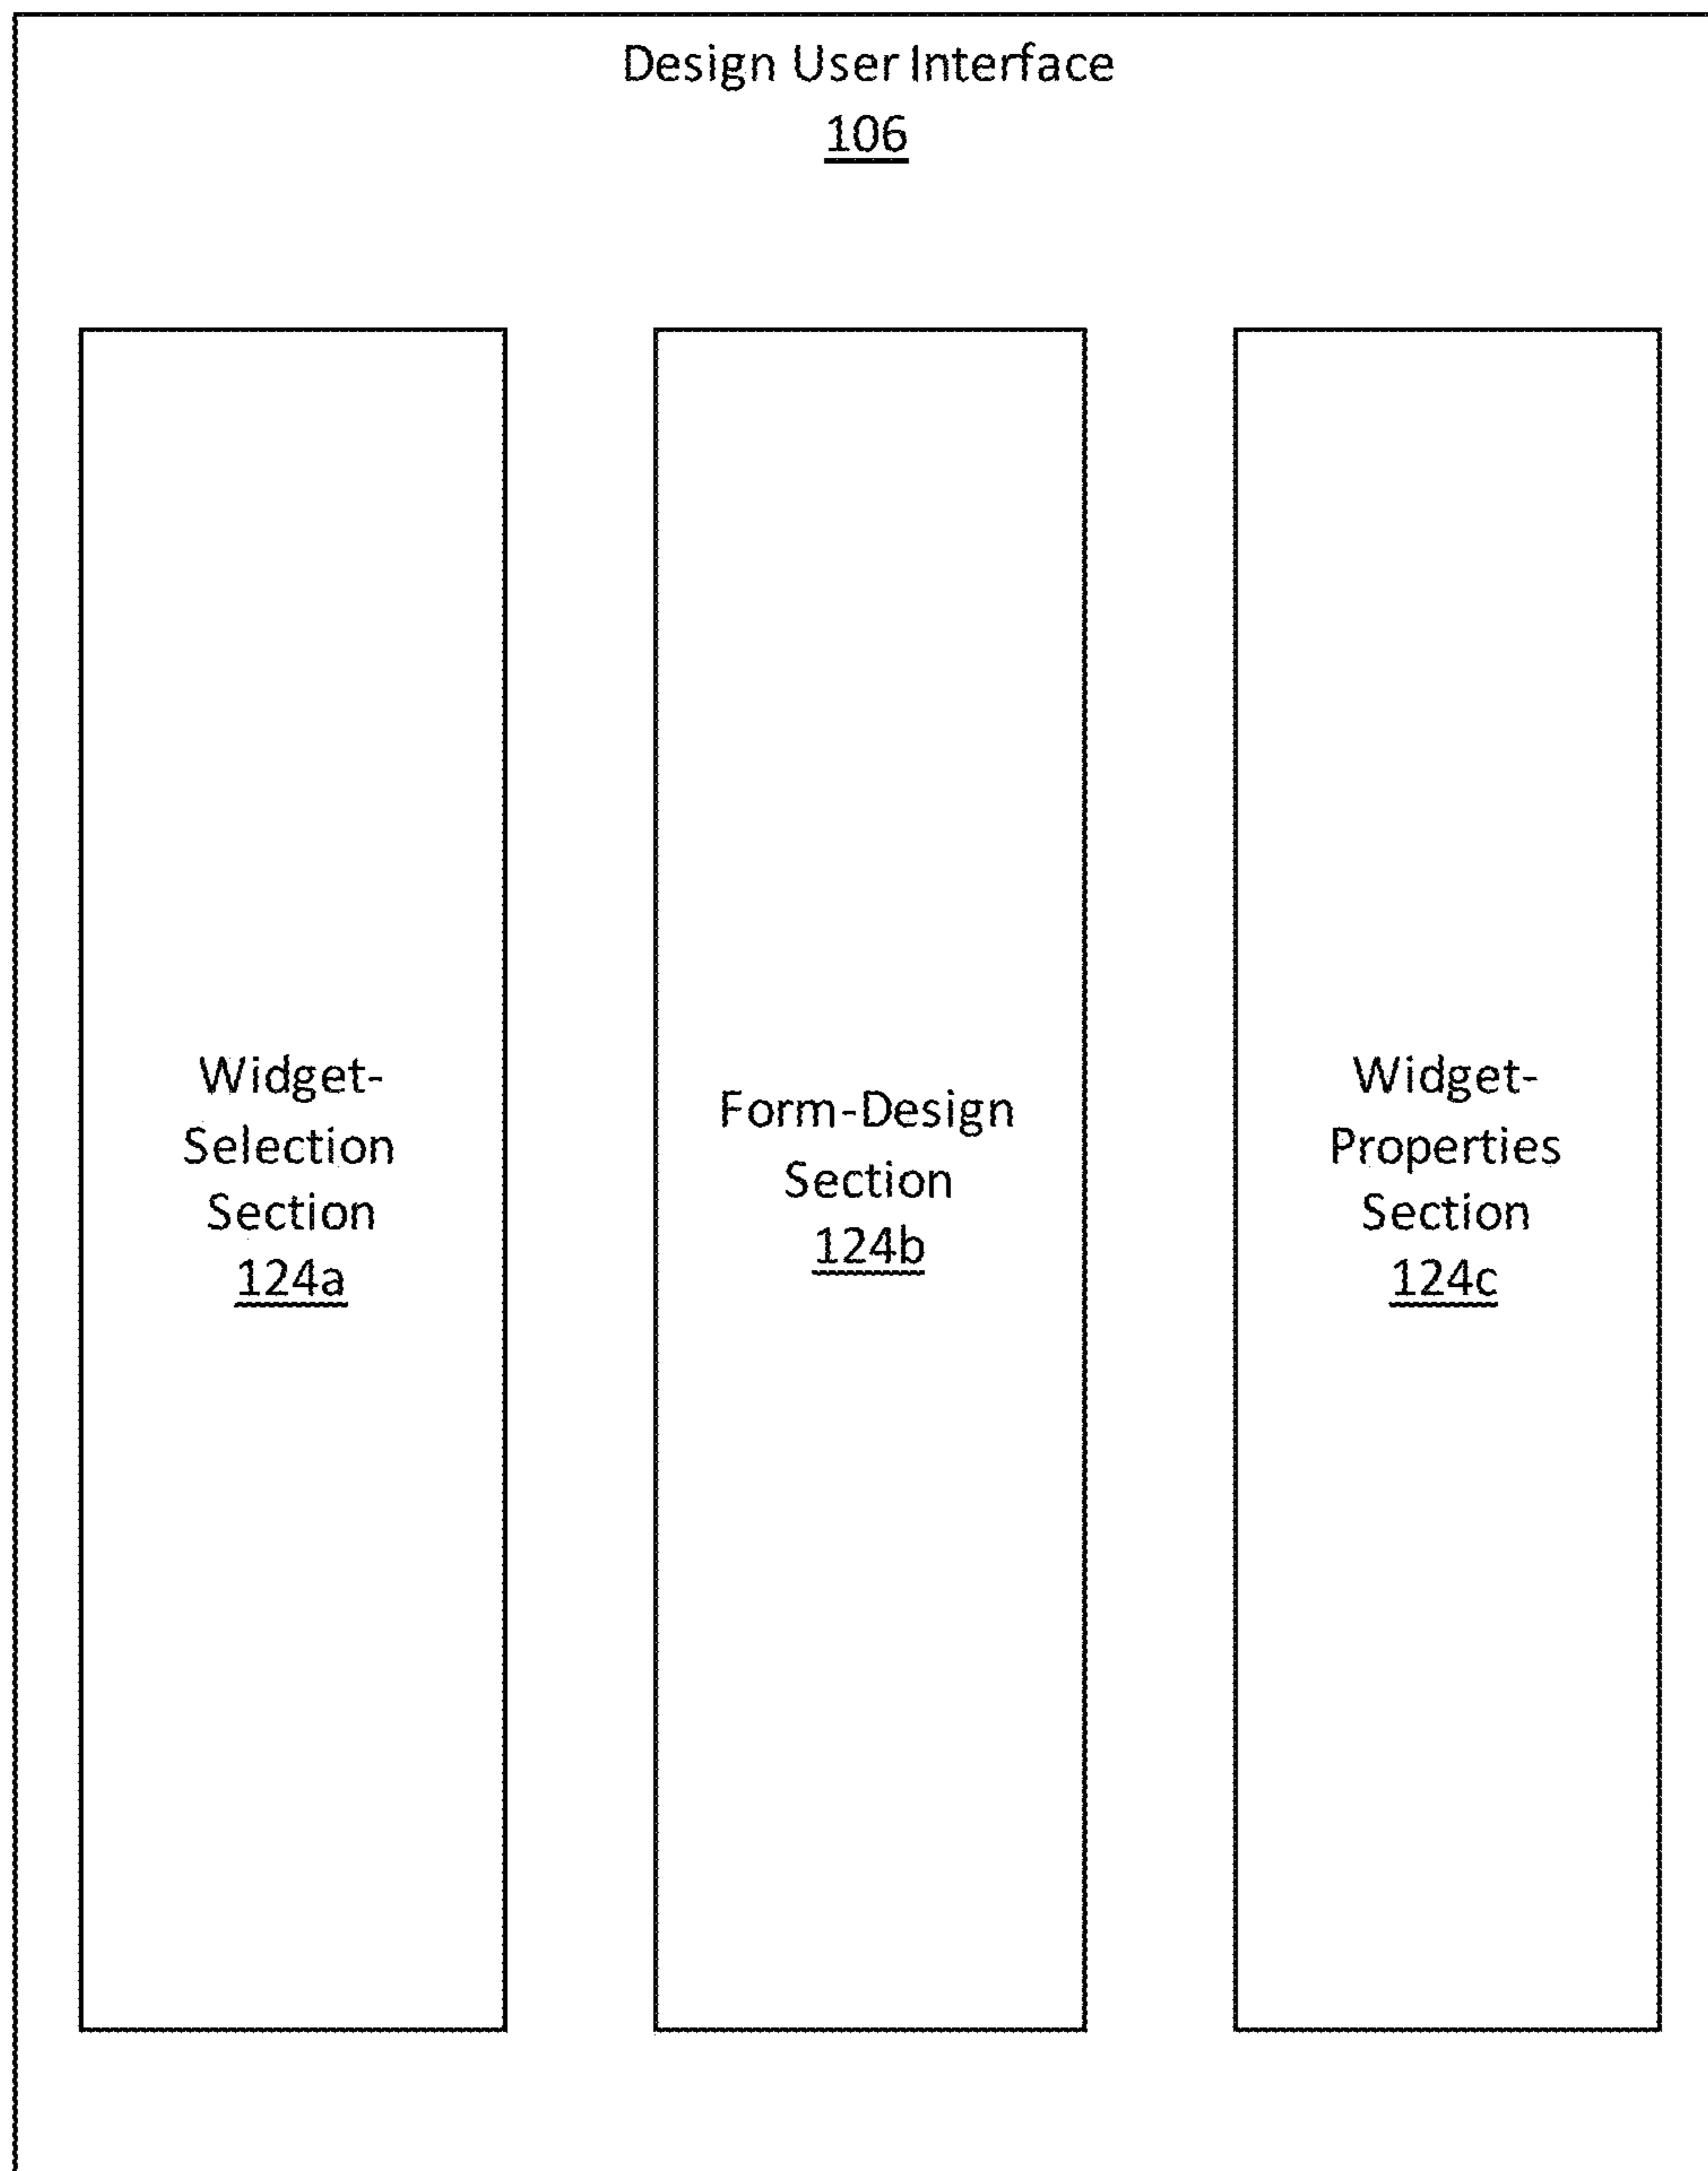 Design User Interface
106
Widget-
Selection
Section
124a
Form-Design
Section
124b
Widget-
Properties
Section
124c